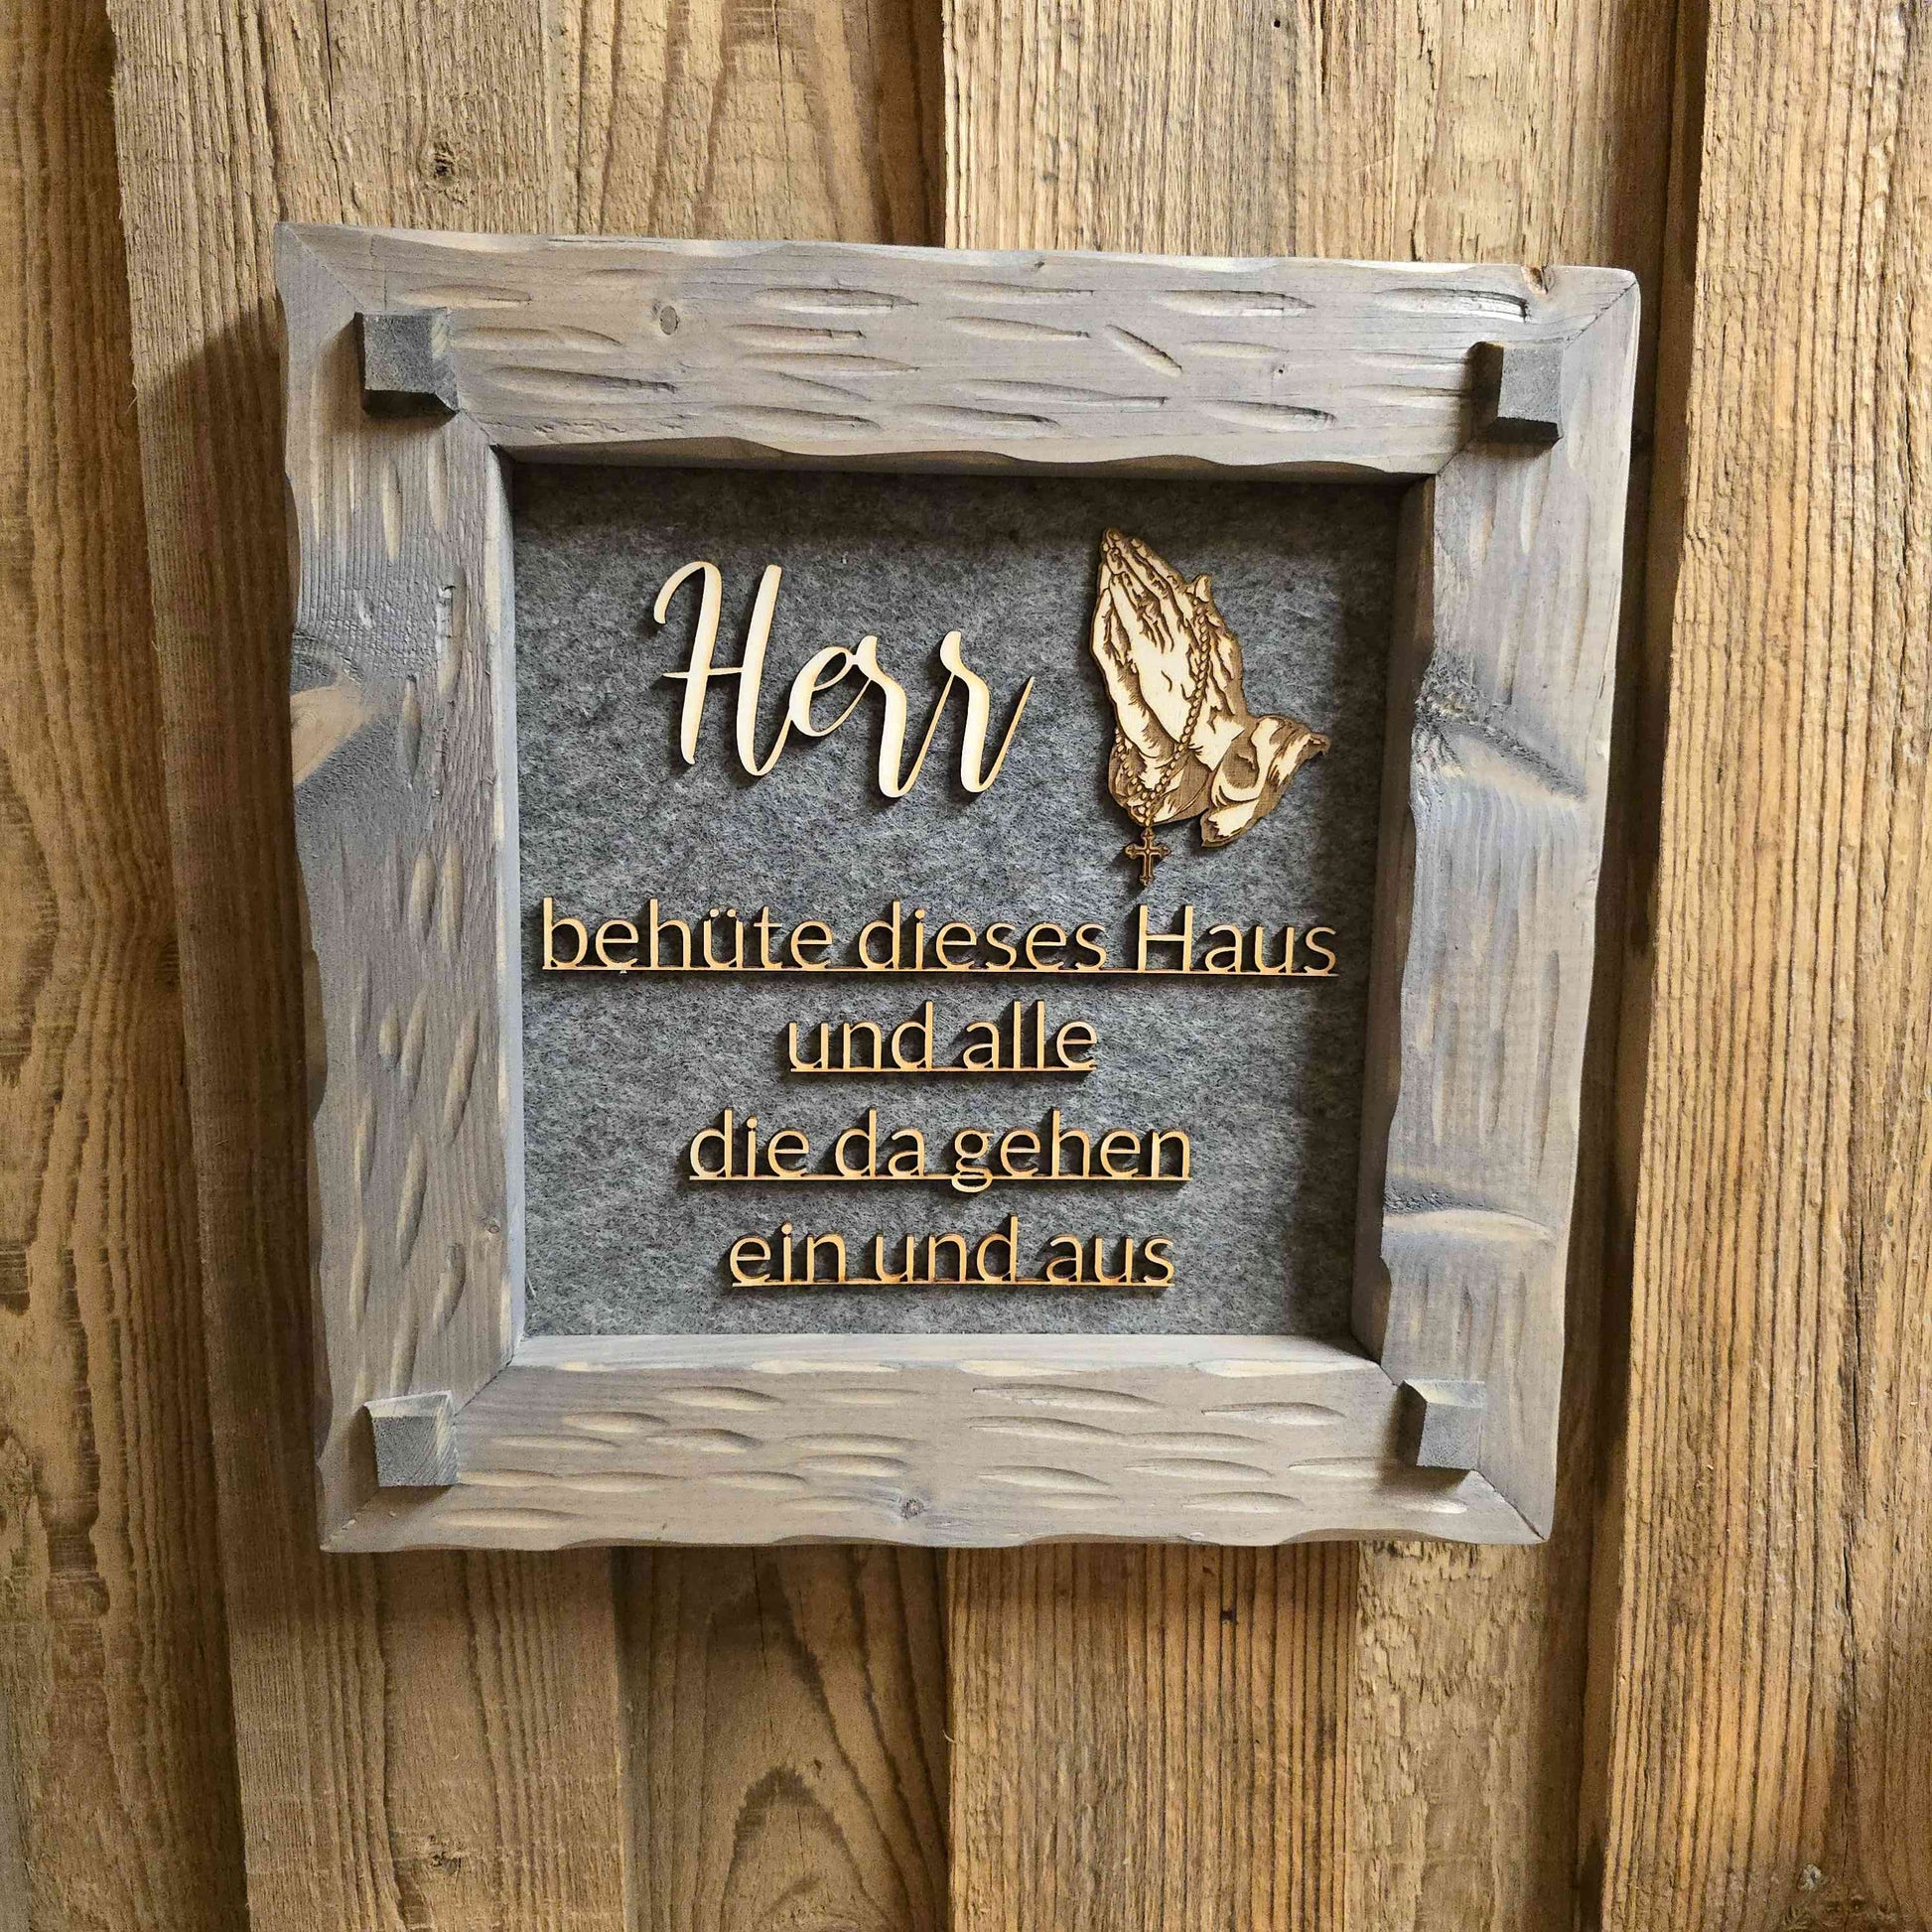 Herr
behüte dieses Haus
und alle
die da gehen
ein und aus